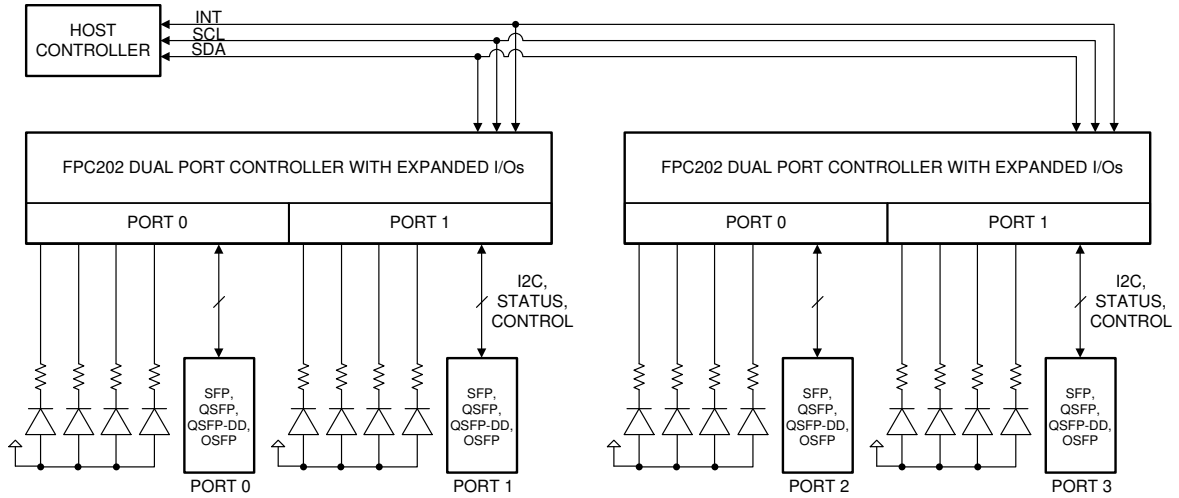 HOST
CONTROLLER
INT
SCL
SDA
FPC202 DUAL PORT CONTROLLER WITH EXPANDED I/Os
PORT 0
PORT 1
FPC202 DUAL PORT CONTROLLER WITH EXPANDED I/Os
PORT 0
PORT 1
I2C,
STATUS,
CONTROL
I2C,
STATUS,
CONTROL
SFP,
QSFP,
QSFP-DD,
OSFP
SFP,
QSFP,
QSFP-DD,
OSFP
SFP,
QSFP,
QSFP-DD,
OSFP
SFP,
QSFP,
QSFP-DD,
OSFP
PORT 0
PORT 1
PORT 2
PORT 3